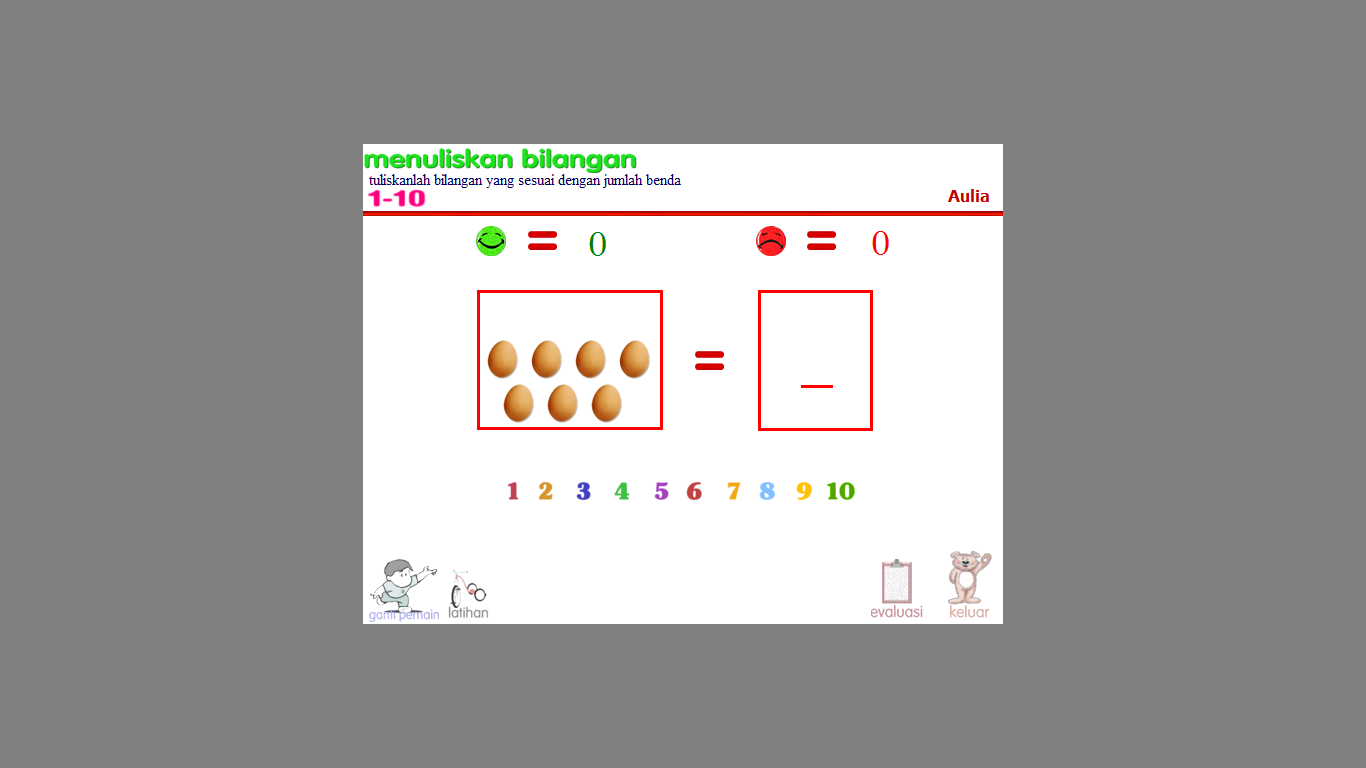 menuliskan bilangan
tuliskanlah bilangan yang sesuai dengan jumlah benda
1-10
Aulia
= 0
= 0
=
1 2 3 4 5 6 7 8 9 10
ganti pemain
latihan
evaluasi
keluar